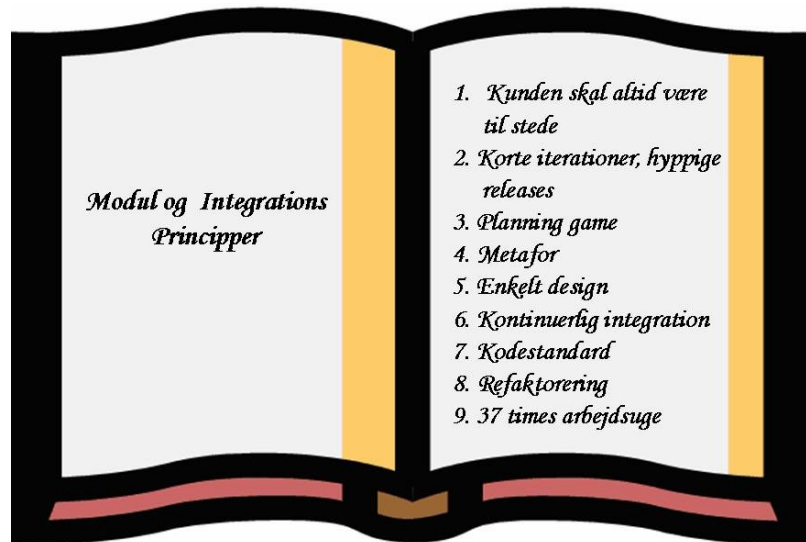 Modul og Integrations
Principper
1. Kunden skal altid være
til stede
2. Korte iterationer, hyppige
releases
3. Planning game
4. Metafor
5. Enkelt design
6. Kontinuerlig integration
7. Kodestandard
8. Refaktorering
9. 37 times arbejdsuge